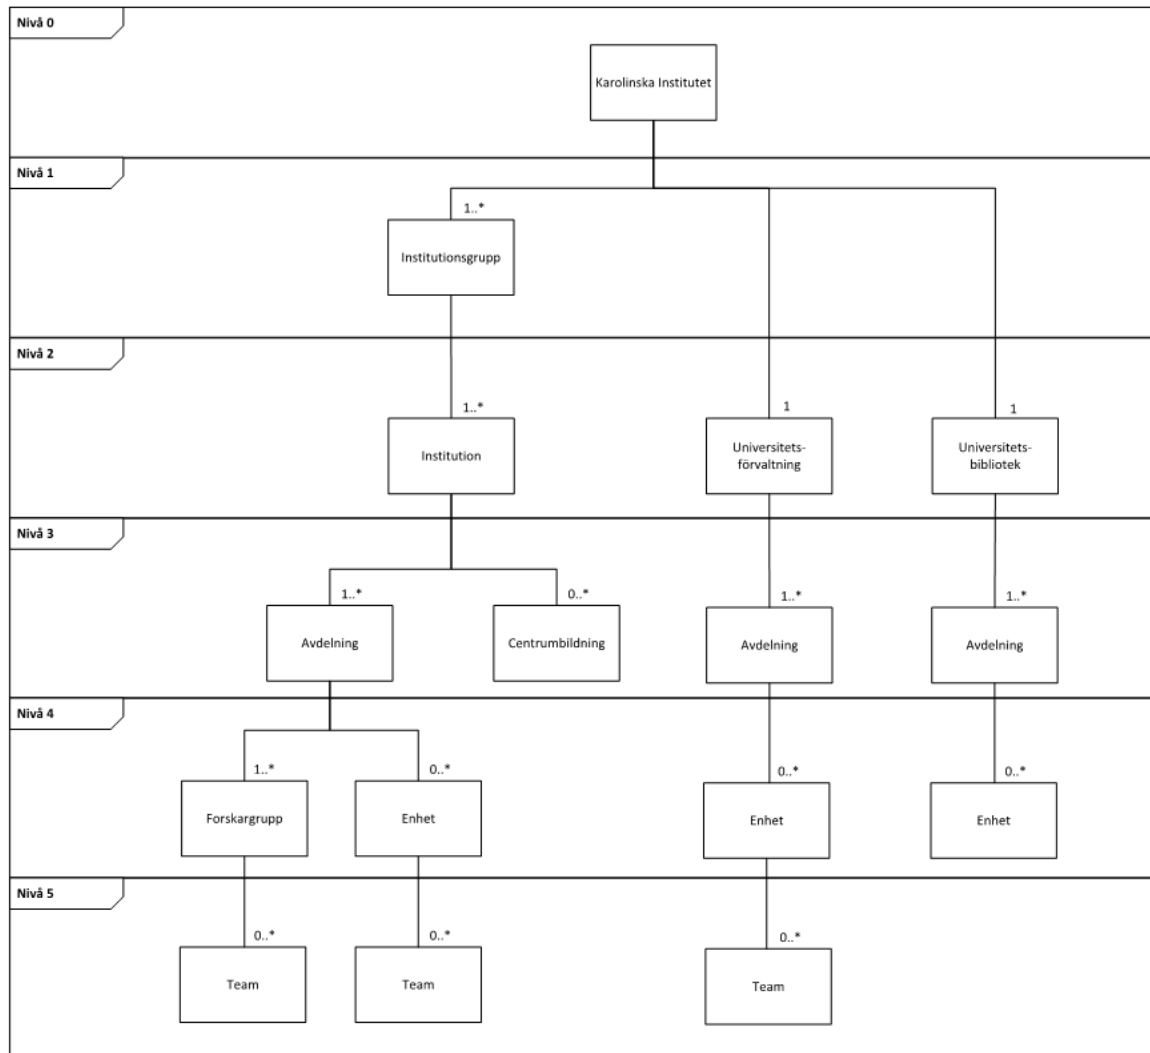 Nivå 0
Karolinska Institutet
Nivå 1
1..*
Institutionsgrupp
Nivå 2
1..*
1
1
Institution
Universitets-
förvaltning
Universitets-
bibliotek
Nivå 3
1..*
0..*
1..*
1..*
Avdelning
Centrumbildning
Avdelning
Avdelning
Nivå 4
1..*
0..*
0..*
0..*
Forskargrupp
Enhet
Enhet
Enhet
Nivå 5
0..*
0..*
0..*
Team
Team
Team